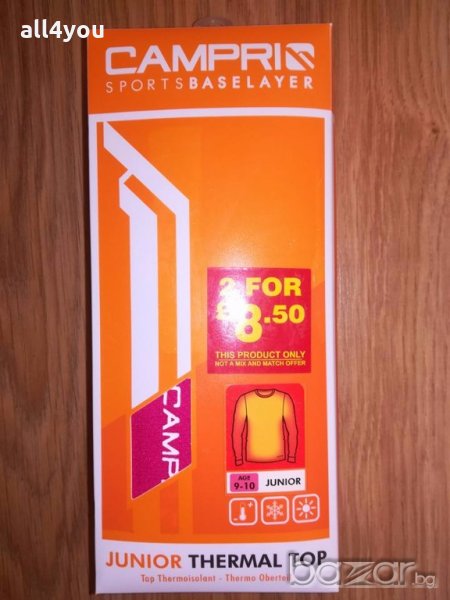 all4you
CAMPRI
SPORTSBASELAYER
2 FOR
£8.50
THIS PRODUCT ONLY
NOT A MIX AND MATCH OFFER
CAMP
AGE
9-10
JUNIOR
JUNIOR THERMAL TOP
Top Thermoisolant - Thermo Oberteil
bazar.bg